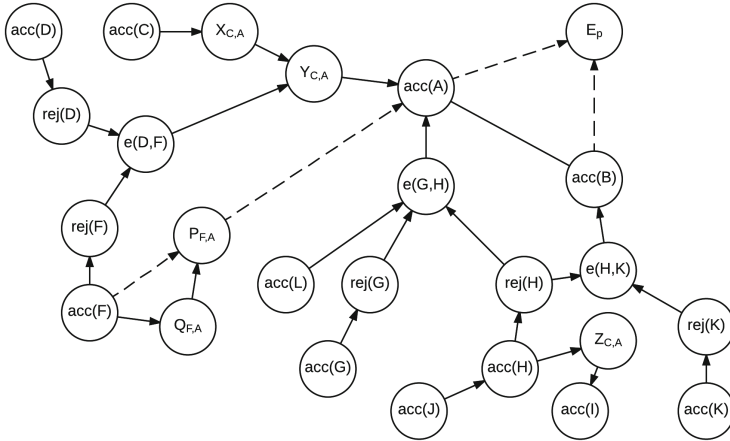 acc(D)
acc(C)
X_C,A
E_p
Y_C,A
acc(A)
rej(D)
e(D,F)
acc(B)
e(G,H)
rej(F)
P_F,A
acc(L)
rej(G)
rej(H)
e(H,K)
acc(F)
Q_F,A
rej(K)
Z_C,A
acc(G)
acc(H)
acc(J)
acc(I)
acc(K)